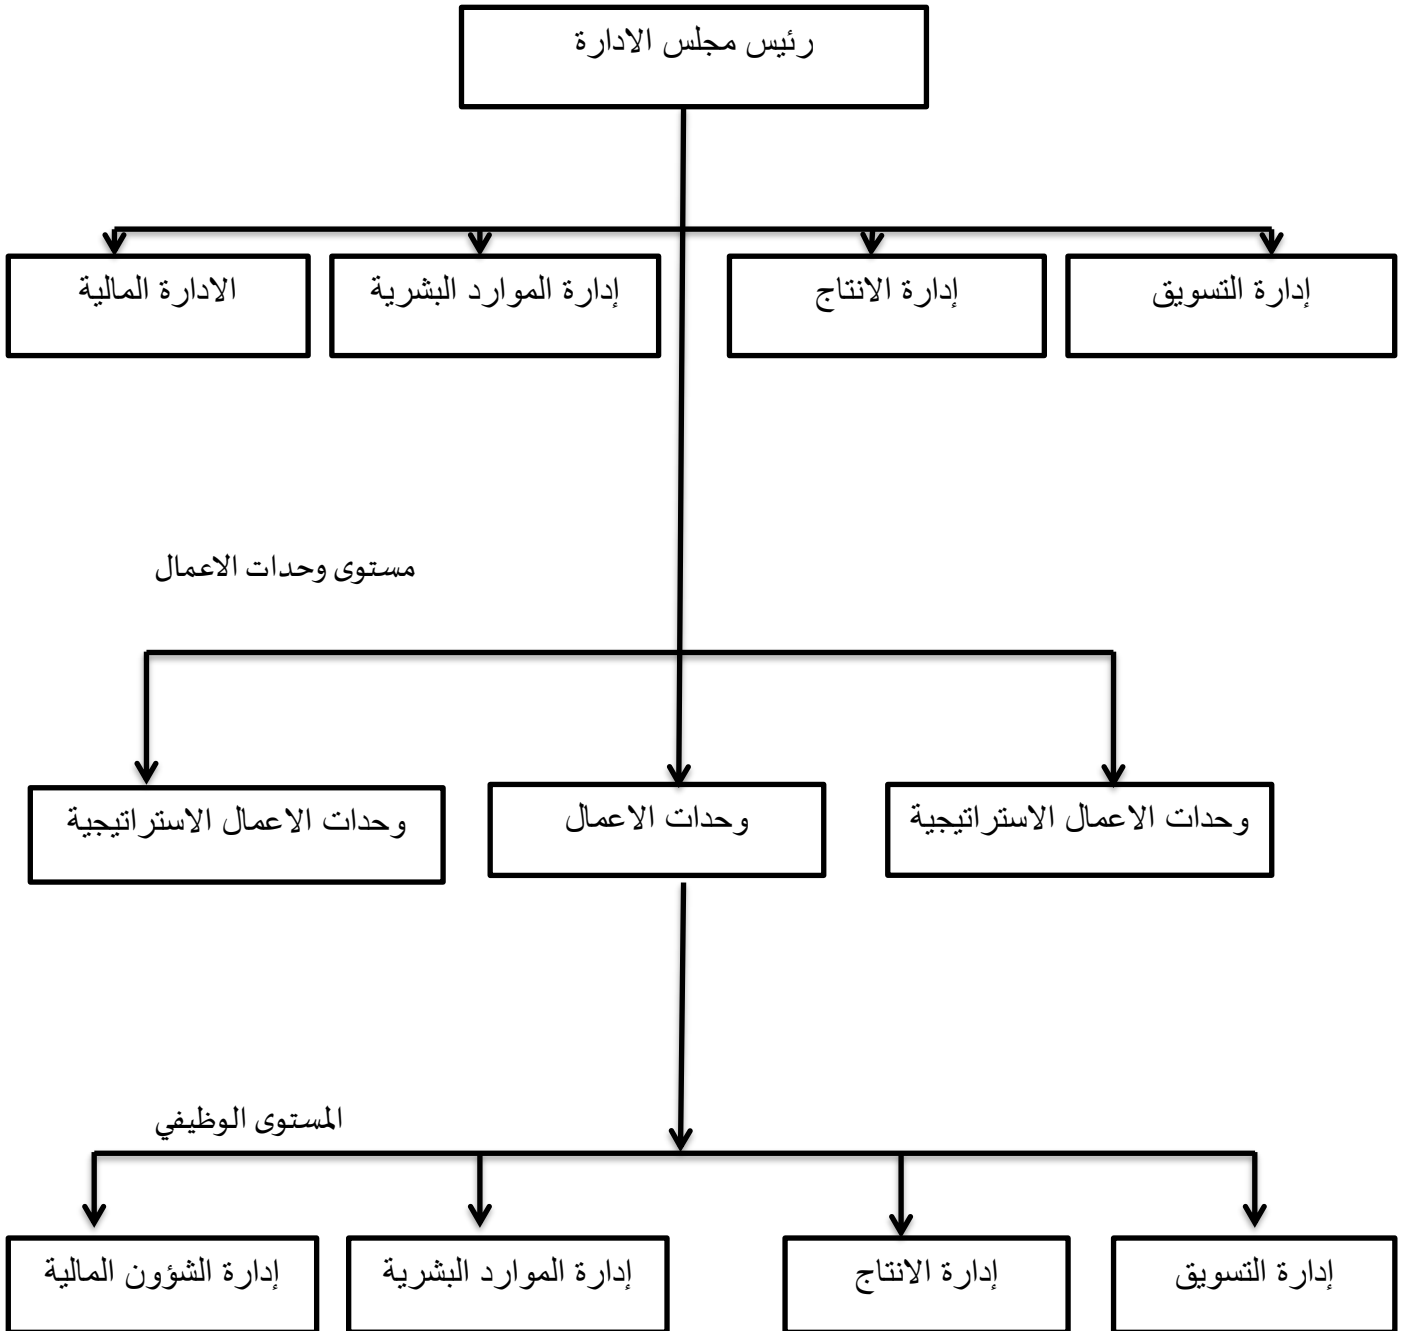 رئيس مجلس الادارة
إدارة التسويق
إدارة الانتاج
إدارة الموارد البشرية
الادارة المالية
مستوى وحدات الاعمال
وحدات الاعمال الاستراتيجية
وحدات الاعمال
وحدات الاعمال الاستراتيجية
المستوى الوظيفي
إدارة التسويق
إدارة الانتاج
إدارة الموارد البشرية
إدارة الشؤون المالية